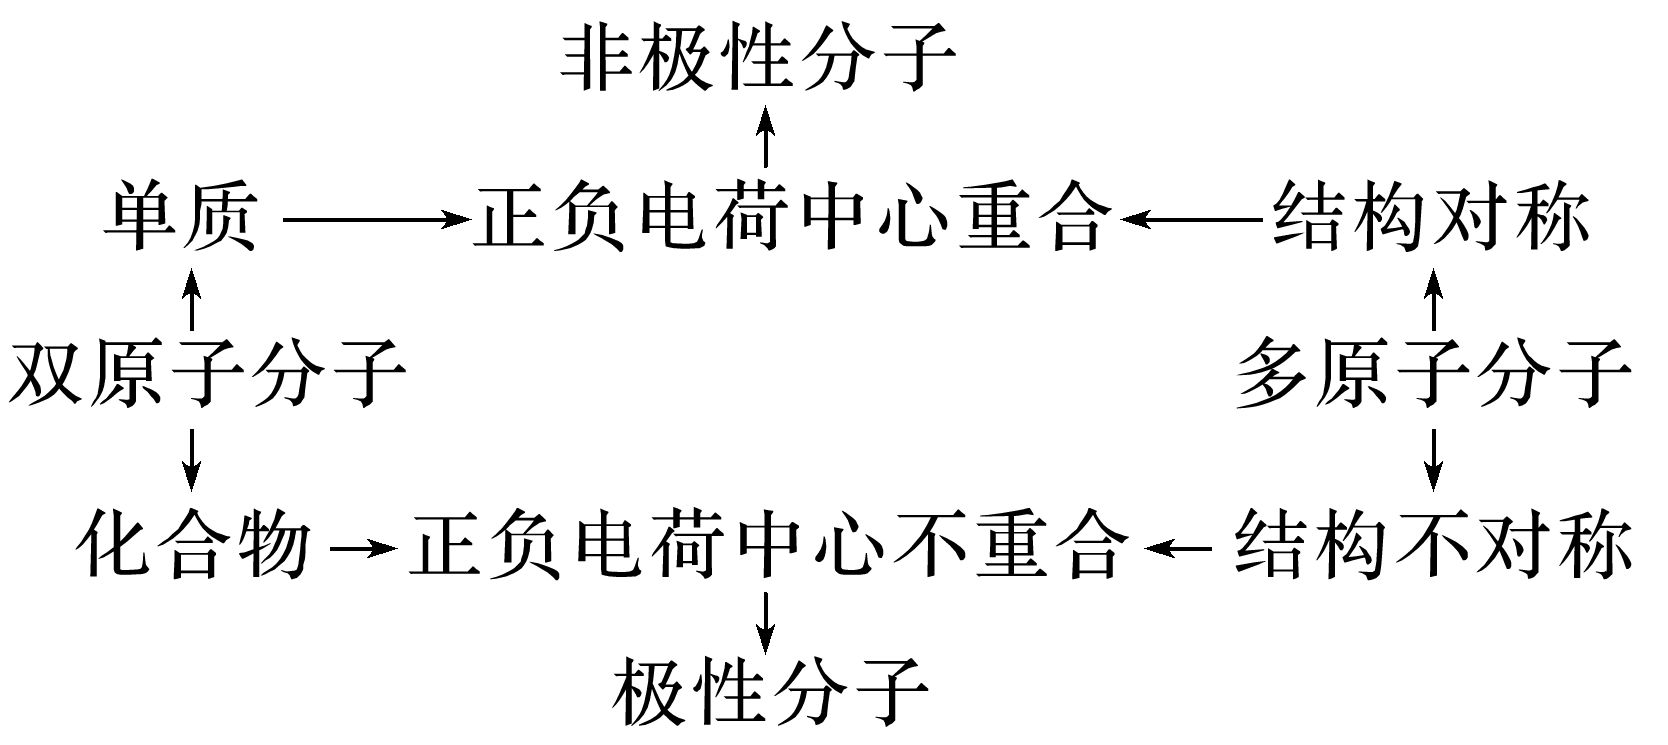 非极性分子
单质 正负电荷中心重合 结构对称
双原子分子 多原子分子
化合物 正负电荷中心不重合 结构不对称
极性分子